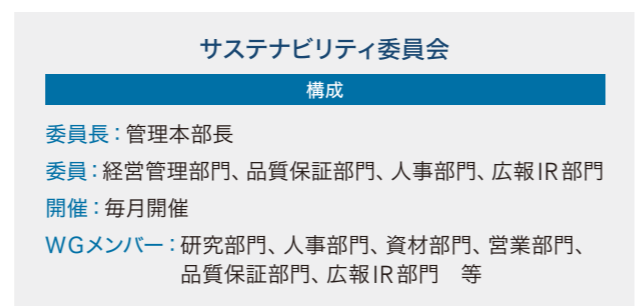 サステナビリティ委員会
構成
委員長：管理本部長
委員：経営管理部門、品質保証部門、人事部門、広報IR部門
開催：毎月開催
WGメンバー：研究部門、人事部門、資材部門、営業部門、
品質保証部門、広報IR部門　等